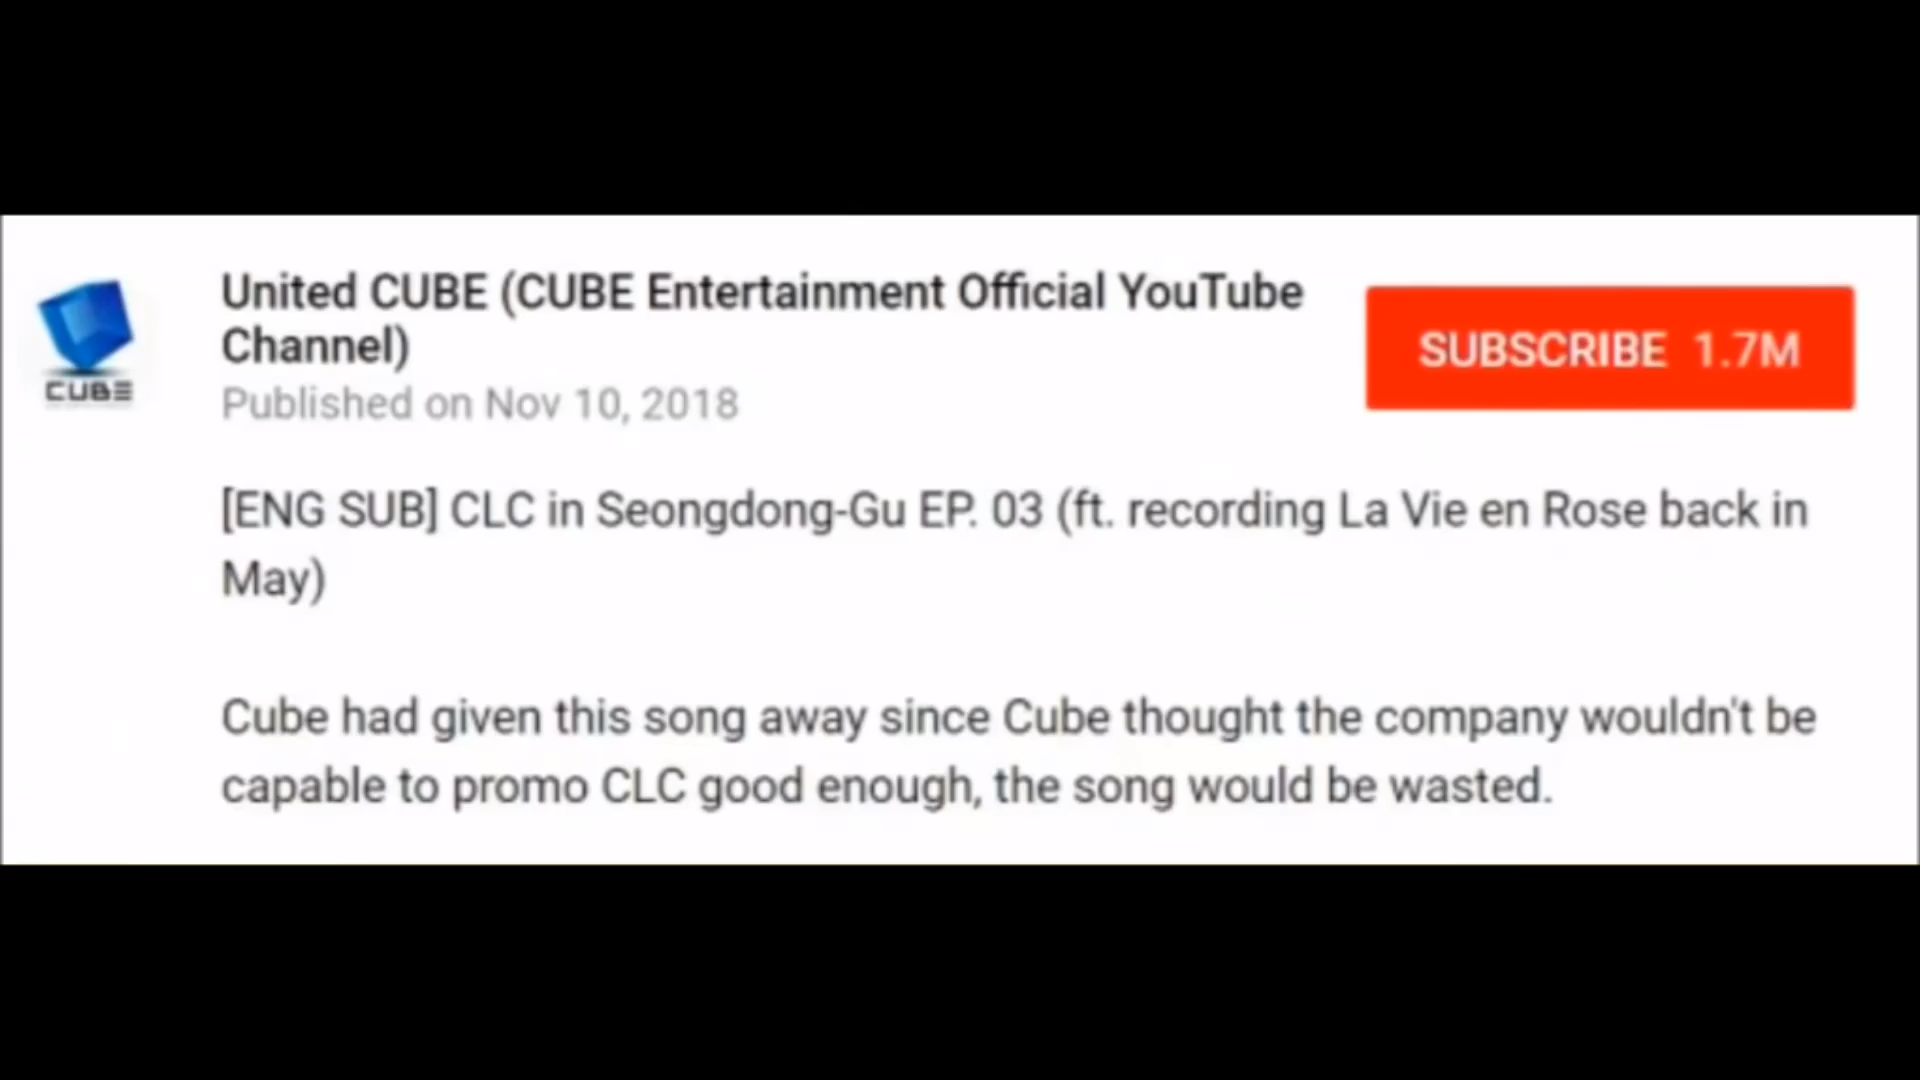 United CUBE (CUBE Entertainment Official YouTube
Channel)
Published on Nov 10, 2018
SUBSCRIBE 1.7M
CUBE
[ENG SUB] CLC in Seongdong-Gu EP. 03 (ft. recording La Vie en Rose back in
May)
Cube had given this song away since Cube thought the company wouldn't be
capable to promo CLC good enough, the song would be wasted.